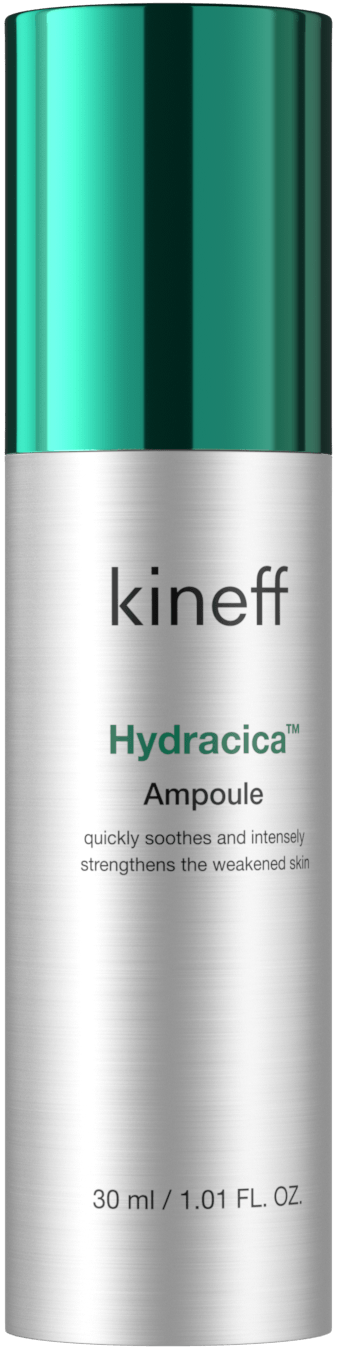 kineff
Hydracica™
Ampoule
quickly soothes and intensely
strengthens the weakened skin
30 ml / 1.01 FL. OZ.